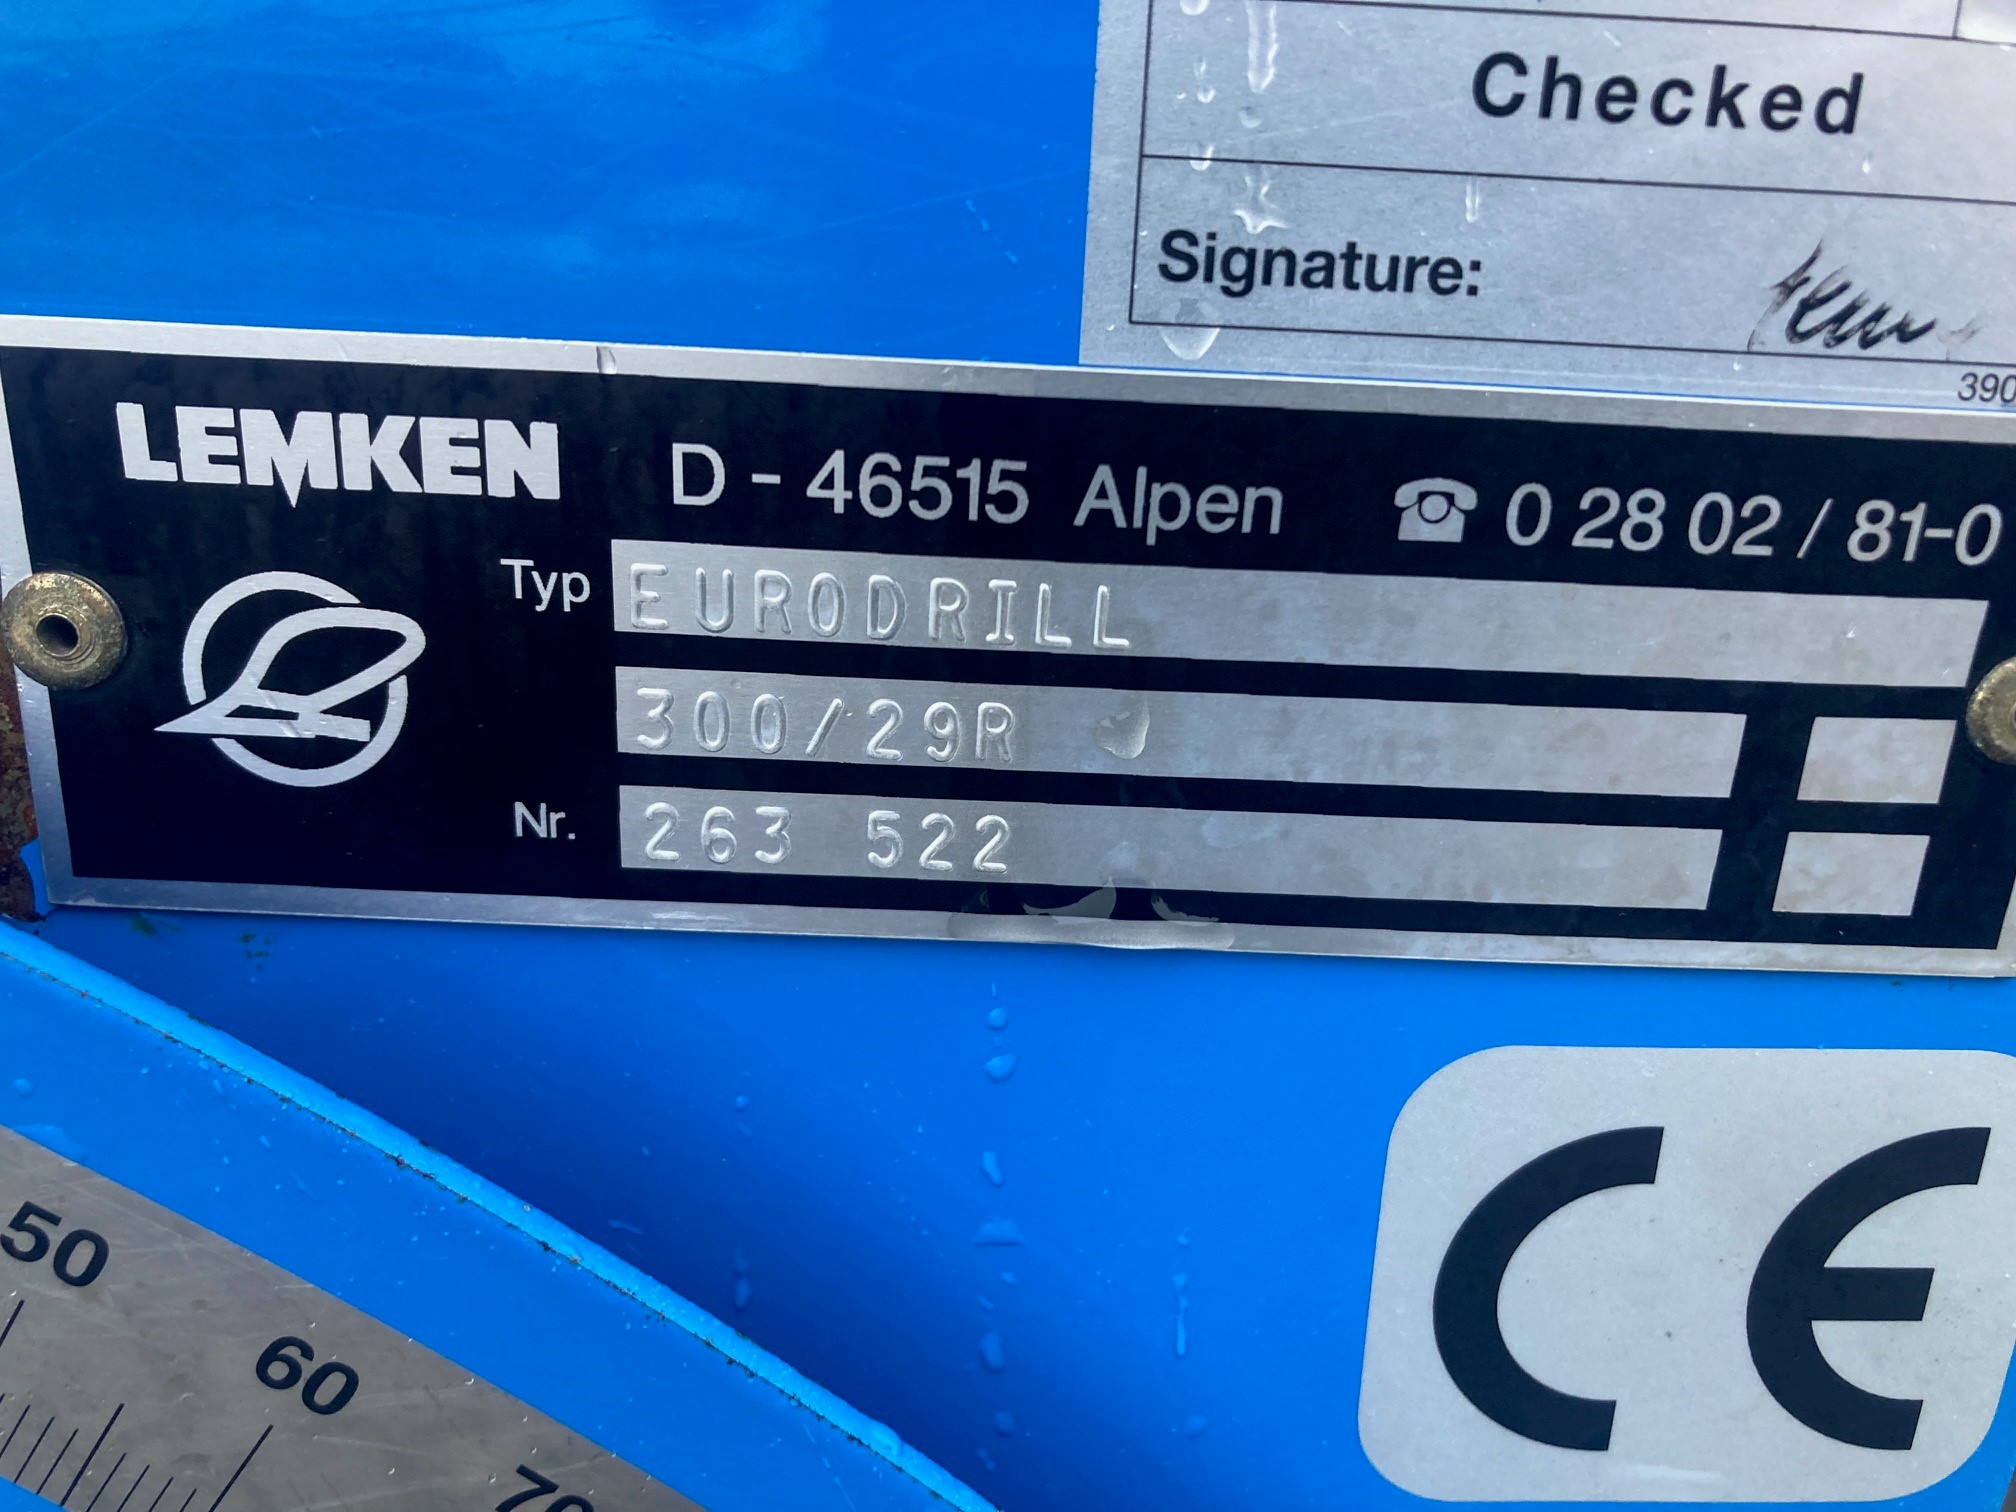 Checked
Signature:
390
LEMKEN D - 46515 Alpen ☎ 0 28 02 / 81-0
Typ EURODRILL
300/29R
Nr. 263 522
CE
50
60
70